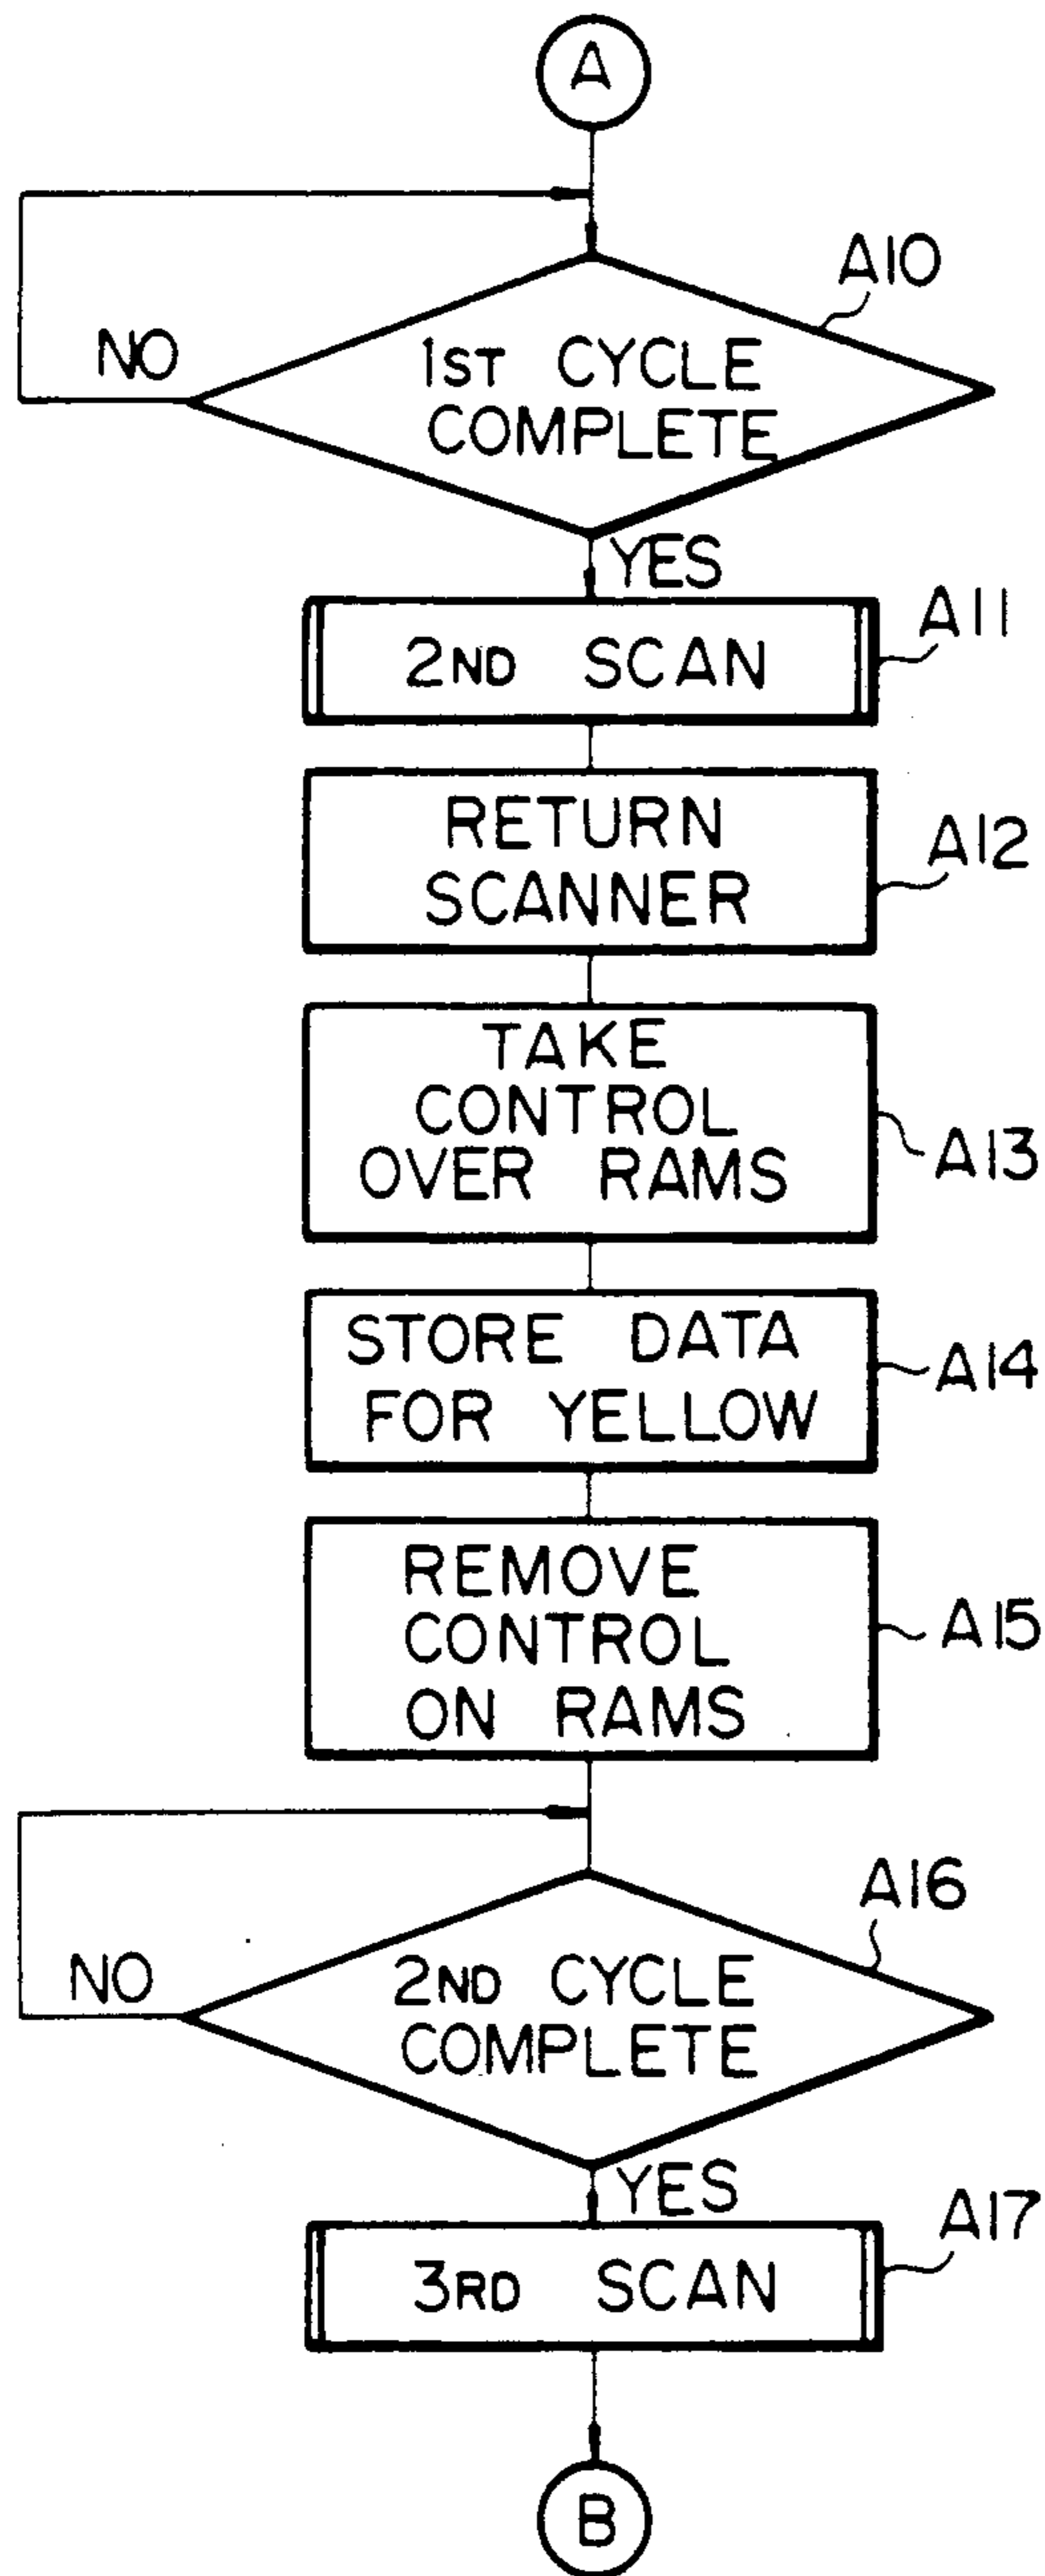 A
A10
NO
1ST CYCLE
COMPLETE
YES
A11
2ND SCAN
RETURN
SCANNER
A12
TAKE
CONTROL
OVER RAMS
A13
STORE DATA
FOR YELLOW
A14
REMOVE
CONTROL
ON RAMS
A15
A16
NO
2ND CYCLE
COMPLETE
YES
A17
3RD SCAN
B